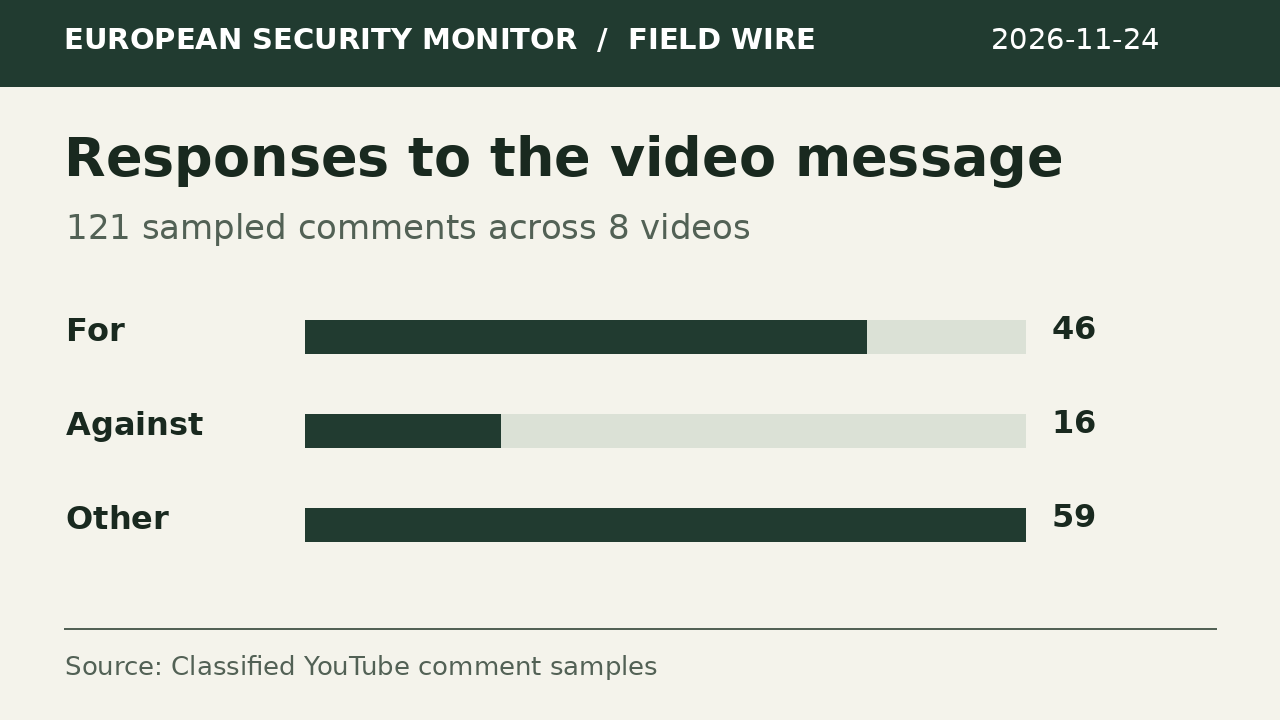 EUROPEAN SECURITY MONITOR / FIELD WIRE 2026-11-24
Responses to the video message
121 sampled comments across 8 videos
For 46
Against 16
Other 59
Source: Classified YouTube comment samples